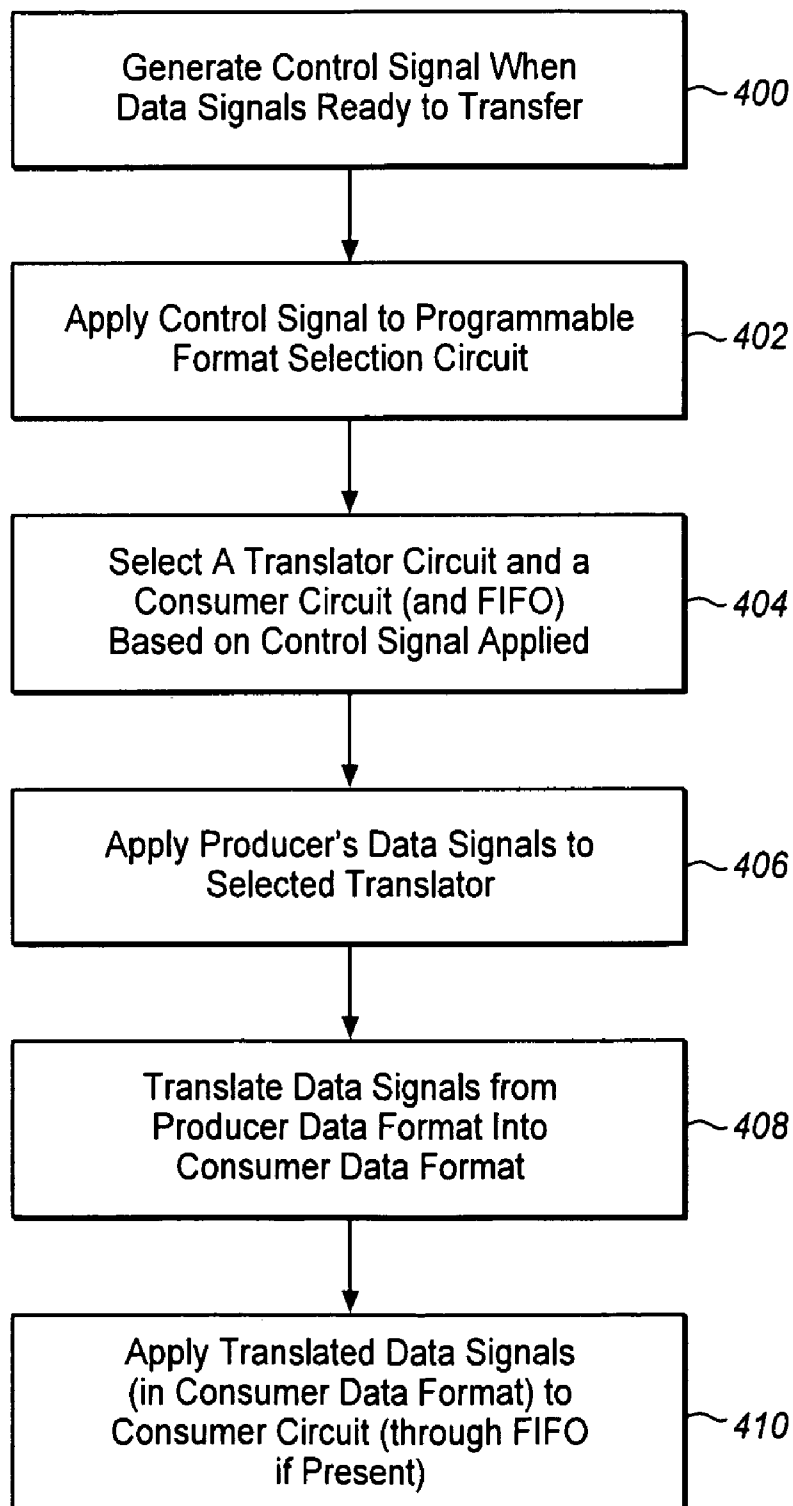 Generate Control Signal When
Data Signals Ready to Transfer
400
Apply Control Signal to Programmable
Format Selection Circuit
402
Select A Translator Circuit and a
Consumer Circuit (and FIFO)
Based on Control Signal Applied
404
Apply Producer's Data Signals to
Selected Translator
406
Translate Data Signals from
Producer Data Format Into
Consumer Data Format
408
Apply Translated Data Signals
(in Consumer Data Format) to
Consumer Circuit (through FIFO
if Present)
410